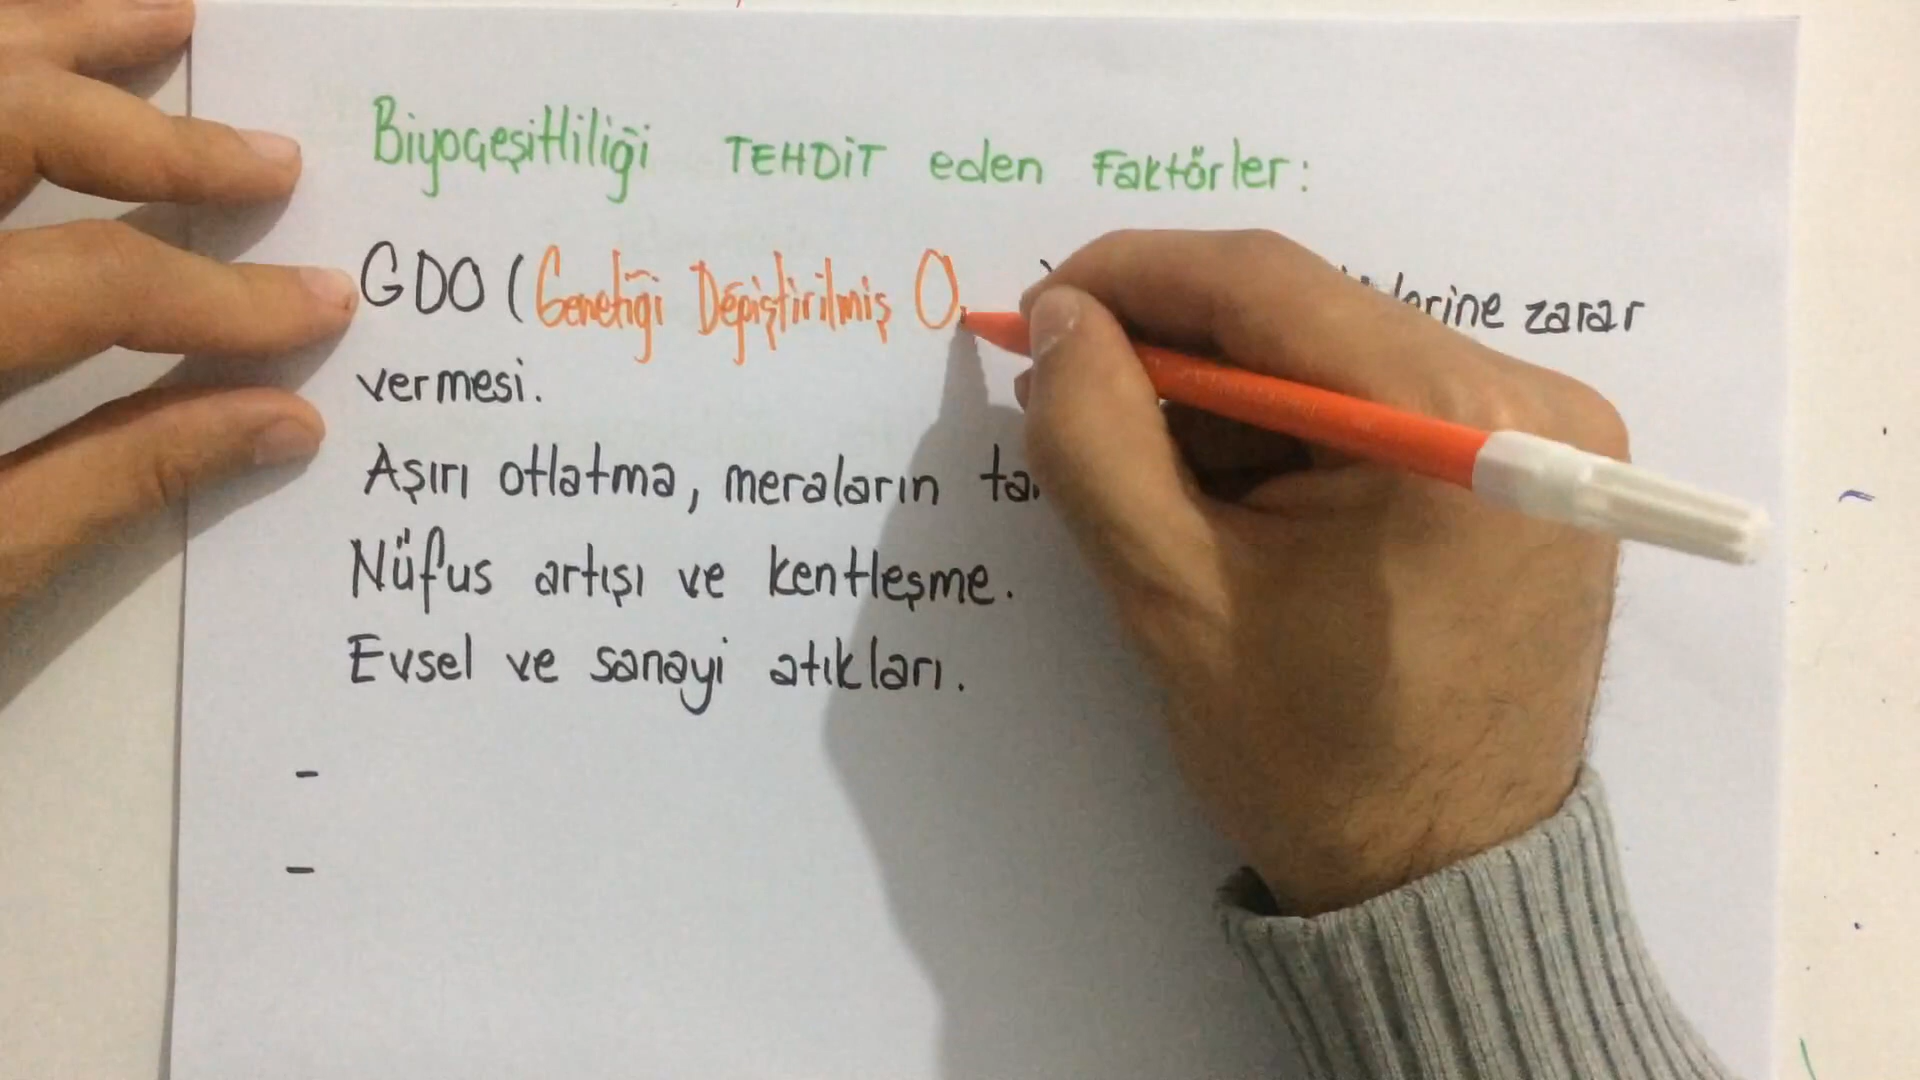 Biyoçeşitliliği TEHDİT eden Faktörler:
GDO (Genetiği Değiştirilmiş O zarar
vermesi.
Aşırı otlatma, meraların
Nüfus artışı ve kentleşme.
Evsel ve sanayi atıkları.
-
-